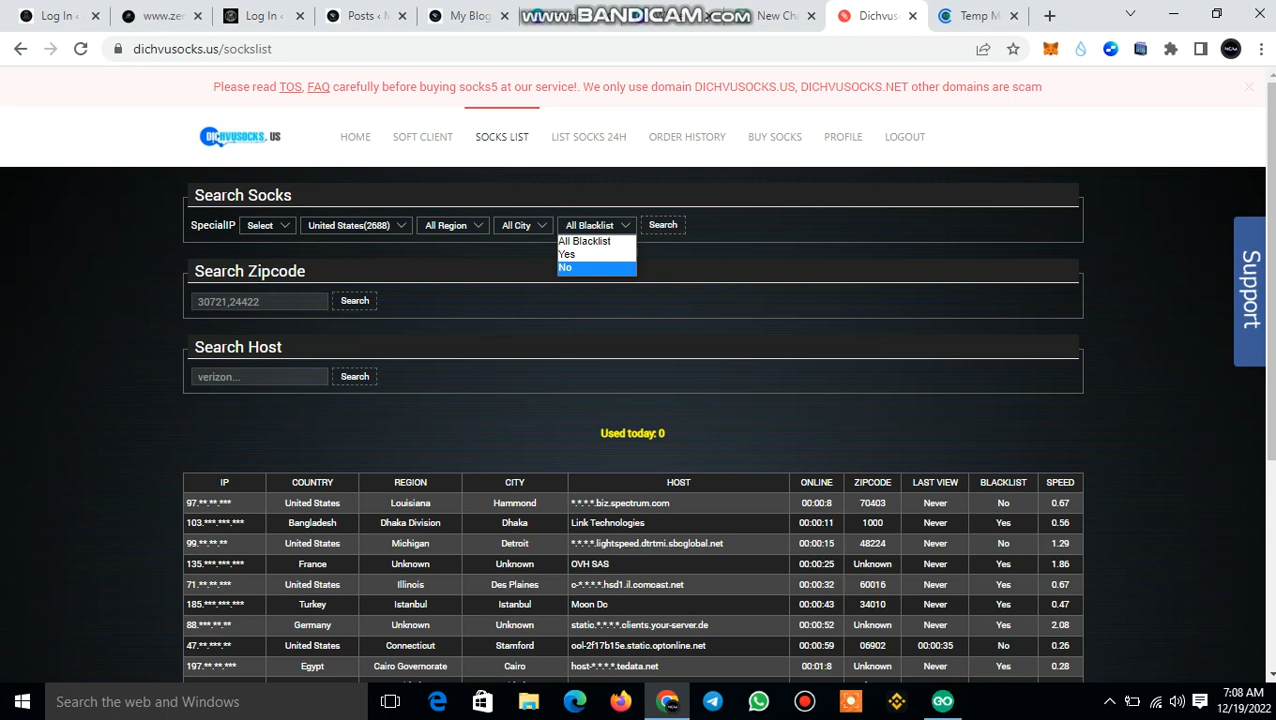 Log In ‹
www.zer
Log In ‹
Posts ‹ M
My Blog
WWW.BANDICAM.COM
New Cha
Dichvus
Temp M
dichvusocks.us/sockslist
Please read TOS, FAQ carefully before buying socks5 at our service!. We only use domain DICHVUSOCKS.US, DICHVUSOCKS.NET other domains are scam
DICHVUSOCKS.US HOME SOFT CLIENT SOCKS LIST LIST SOCKS 24H ORDER HISTORY BUY SOCKS PROFILE LOGOUT
Search Socks
SpecialIP Select United States(2688) All Region All City All Blacklist Search
All Blacklist
Yes
No
Search Zipcode
30721,24422 Search
Search Host
verizon... Search
Support
Used today: 0
IP COUNTRY REGION CITY HOST ONLINE ZIPCODE LAST VIEW BLACKLIST SPEED
97.**.**.*** United States Louisiana Hammond *.*.*.*.biz.spectrum.com 00:00:8 70403 Never No 0.67
103.***.***.*** Bangladesh Dhaka Division Dhaka Link Technologies 00:00:11 1000 Never Yes 0.56
99.**.**.** United States Michigan Detroit *.*.*.*.lightspeed.dtrtmi.sbcglobal.net 00:00:15 48224 Never No 1.29
135.***.***.** France Unknown Unknown OVH SAS 00:00:25 Unknown Never Yes 1.86
71.**.**.*** United States Illinois Des Plaines c-*.*.*.*.hsd1.il.comcast.net 00:00:32 60016 Never Yes 0.67
185.***.***.*** Turkey Istanbul Istanbul Moon Dc 00:00:43 34010 Never Yes 0.47
88.***.**.** Germany Unknown Unknown static.*.*.*.*.clients.your-server.de 00:00:52 Unknown Never Yes 2.08
47.**.***.** United States Connecticut Stamford ool-2f17b15e.static.optonline.net 00:00:59 06902 00:00:35 No 0.26
197.**.**.*** Egypt Cairo Governorate Cairo host-*.*.*.*.tedata.net 00:01:8 Unknown Never Yes 0.28
Search the web and Windows
7:08 AM
12/19/2022